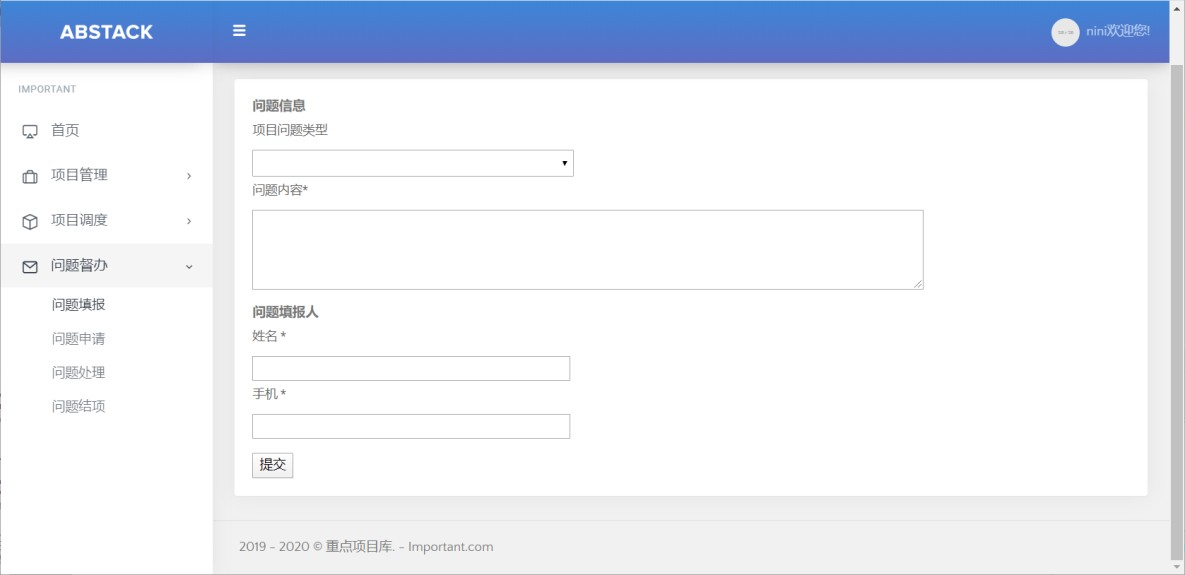 ABSTACK
nini欢迎您!
IMPORTANT
首页
项目管理
项目调度
问题督办
问题填报
问题申请
问题处理
问题结项
问题信息
项目问题类型
问题内容*
问题填报人
姓名 *
手机 *
提交
2019 - 2020 © 重点项目库. - Important.com